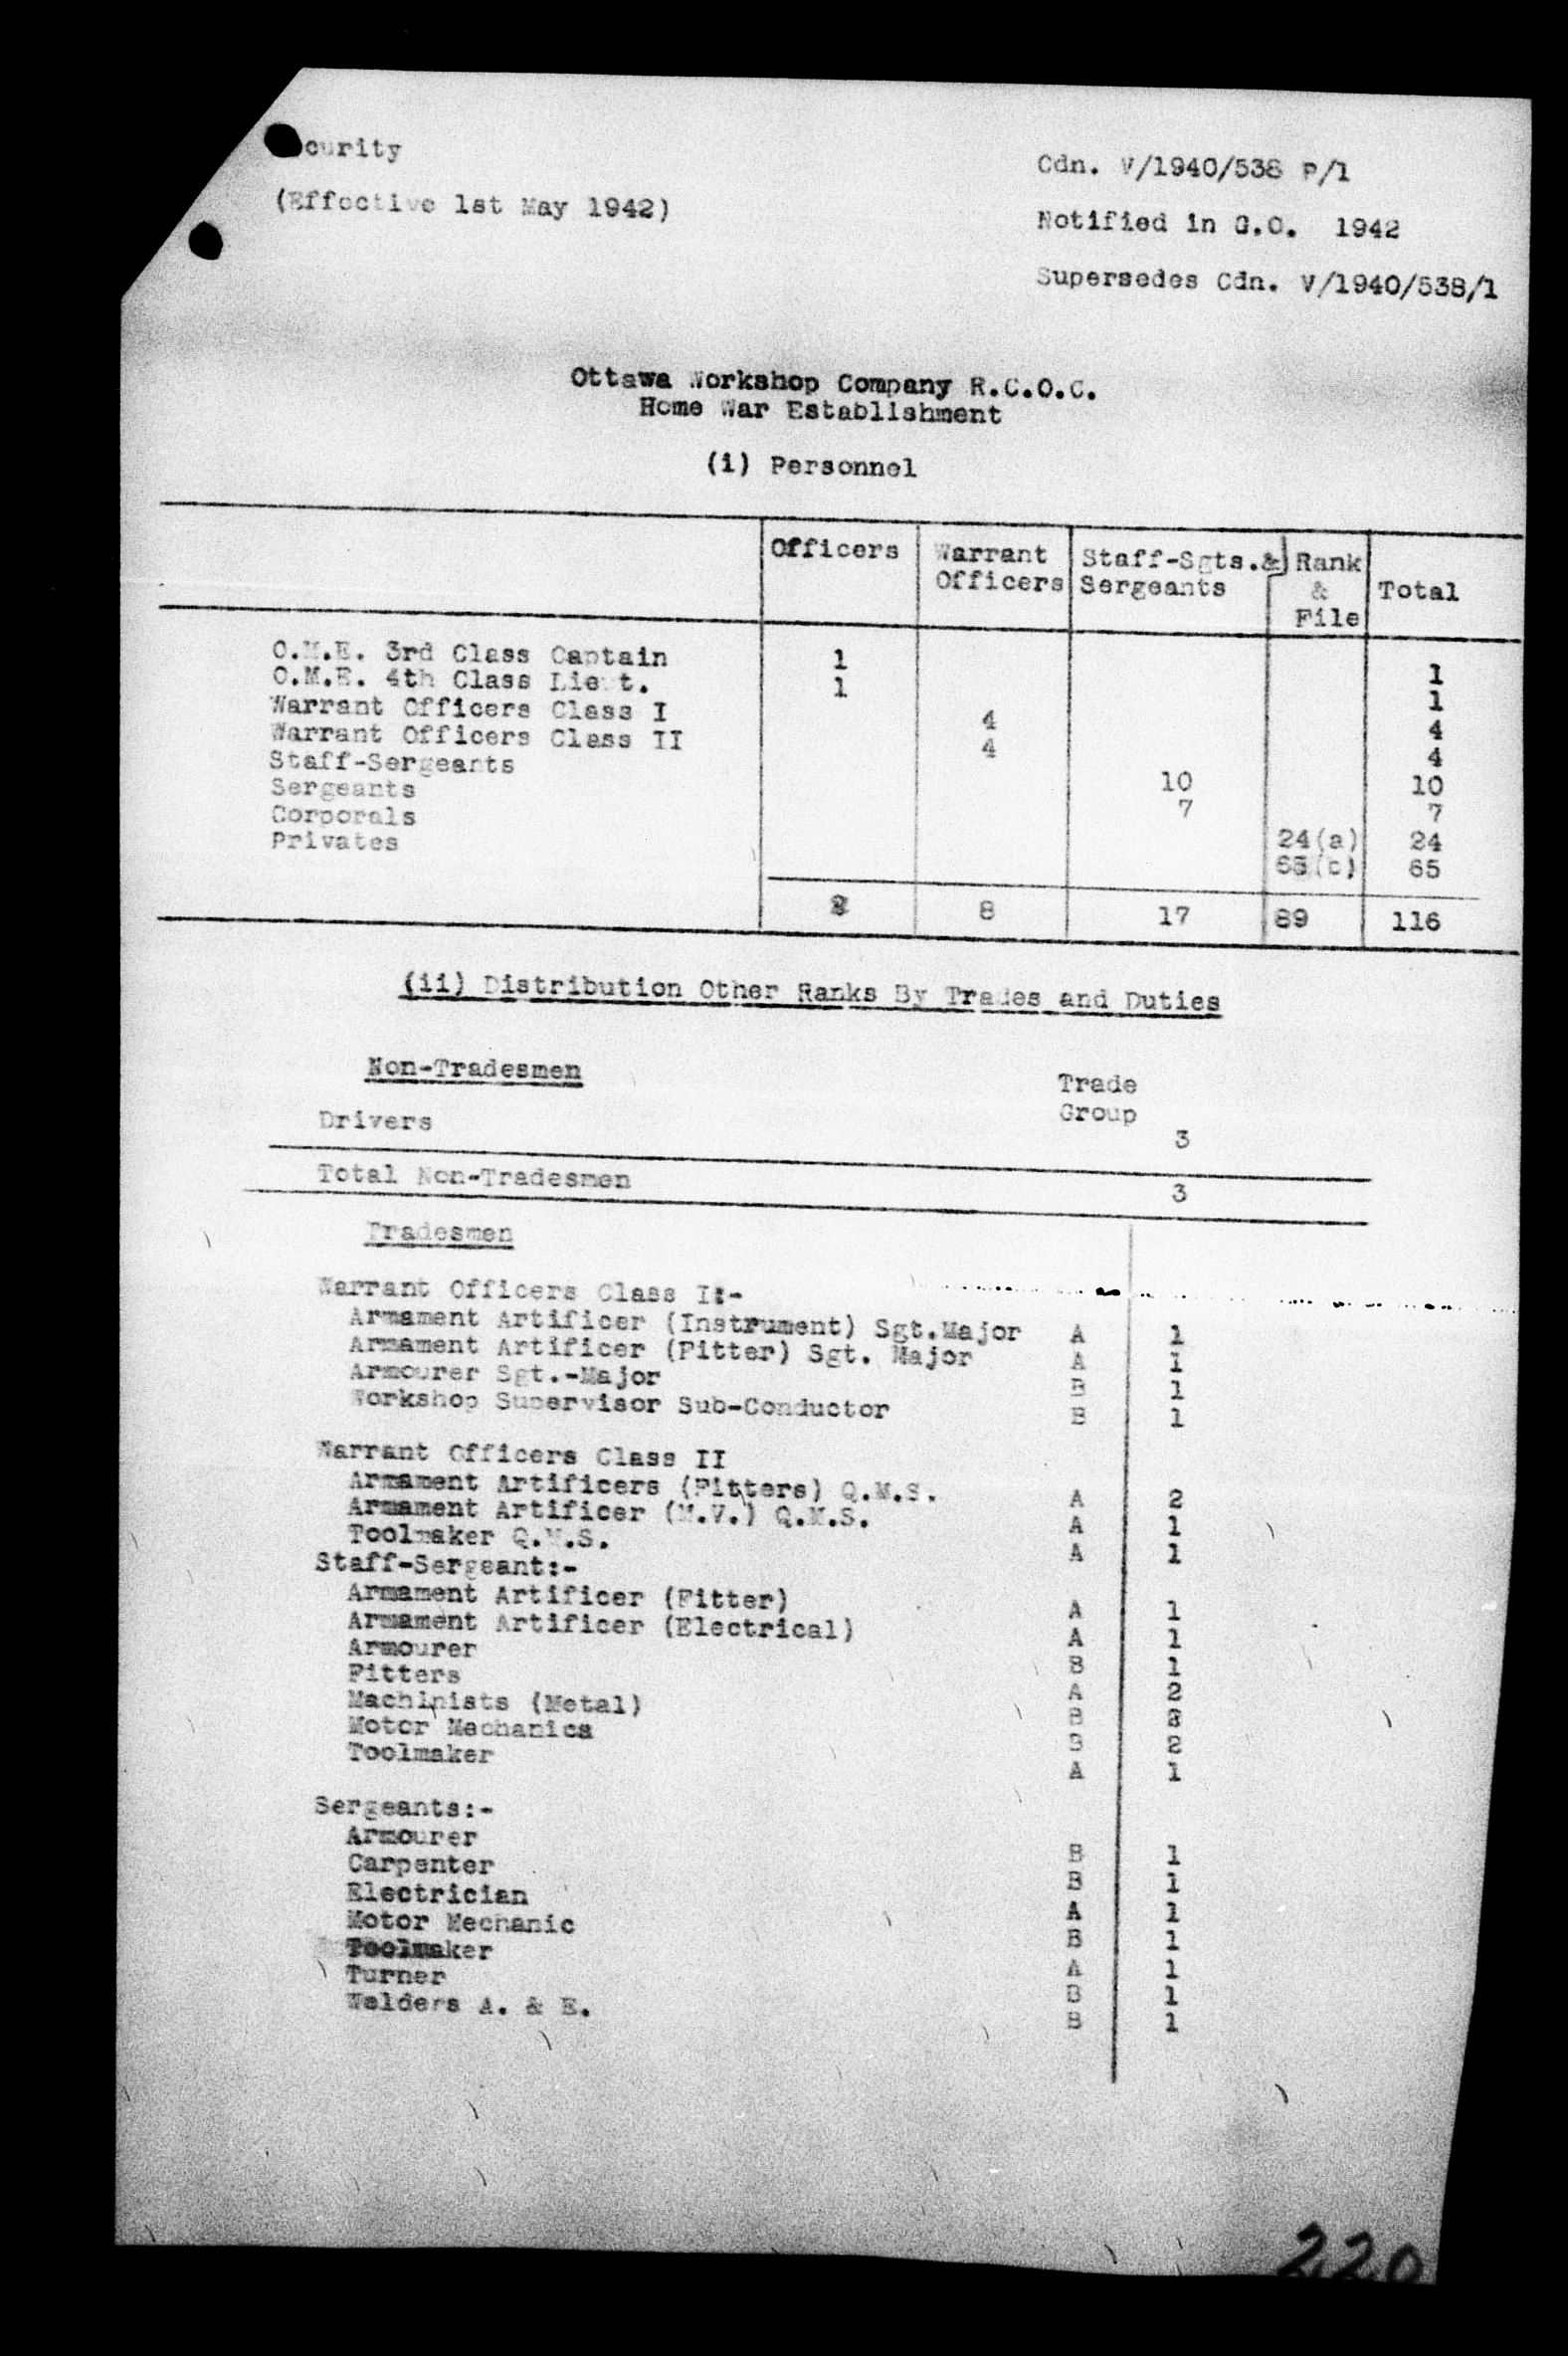 curity
(Effective 1st May 1942)
Cdn. V/1940/538 P/1
Notified in G.O. 1942
Supersedes Cdn. V/1940/538/1
Ottawa Workshop Company R.C.O.C.
Home War Establishment
(i) Personnel
Officers Warrant Officers Staff-Sgts.& Sergeants Rank & File Total
O.M.E. 3rd Class Captain 1 1
O.M.E. 4th Class Lieut. 1 1
Warrant Officers Class I 4 4
Warrant Officers Class II 4 4
Staff-Sergeants 10 10
Sergeants 7 7
Corporals 24(a) 24
Privates 65 65
2 8 17 89 116
(ii) Distribution Other Ranks By Trades and Duties
Non-Tradesmen Trade Group
Drivers 3
Total Non-Tradesmen 3
Tradesmen
Warrant Officers Class I:-
Armament Artificer (Instrument) Sgt.Major A 1
Armament Artificer (Fitter) Sgt. Major A 1
Armourer Sgt.-Major B 1
Workshop Supervisor Sub-Conductor B 1
Warrant Officers Class II
Armament Artificers (Fitters) Q.M.S. A 2
Armament Artificer (M.V.) Q.M.S. A 1
Toolmaker Q.M.S. A 1
Staff-Sergeant:-
Armament Artificer (Fitter) A 1
Armament Artificer (Electrical) A 1
Armourer B 1
Fitters A 2
Machinists (Metal) B
Motor Mechanics B 2
Toolmaker A 1
Sergeants:-
Armourer B 1
Carpenter B 1
Electrician A 1
Motor Mechanic B 1
Toolmaker A 1
Turner B 1
Welders A. & E. B 1
220